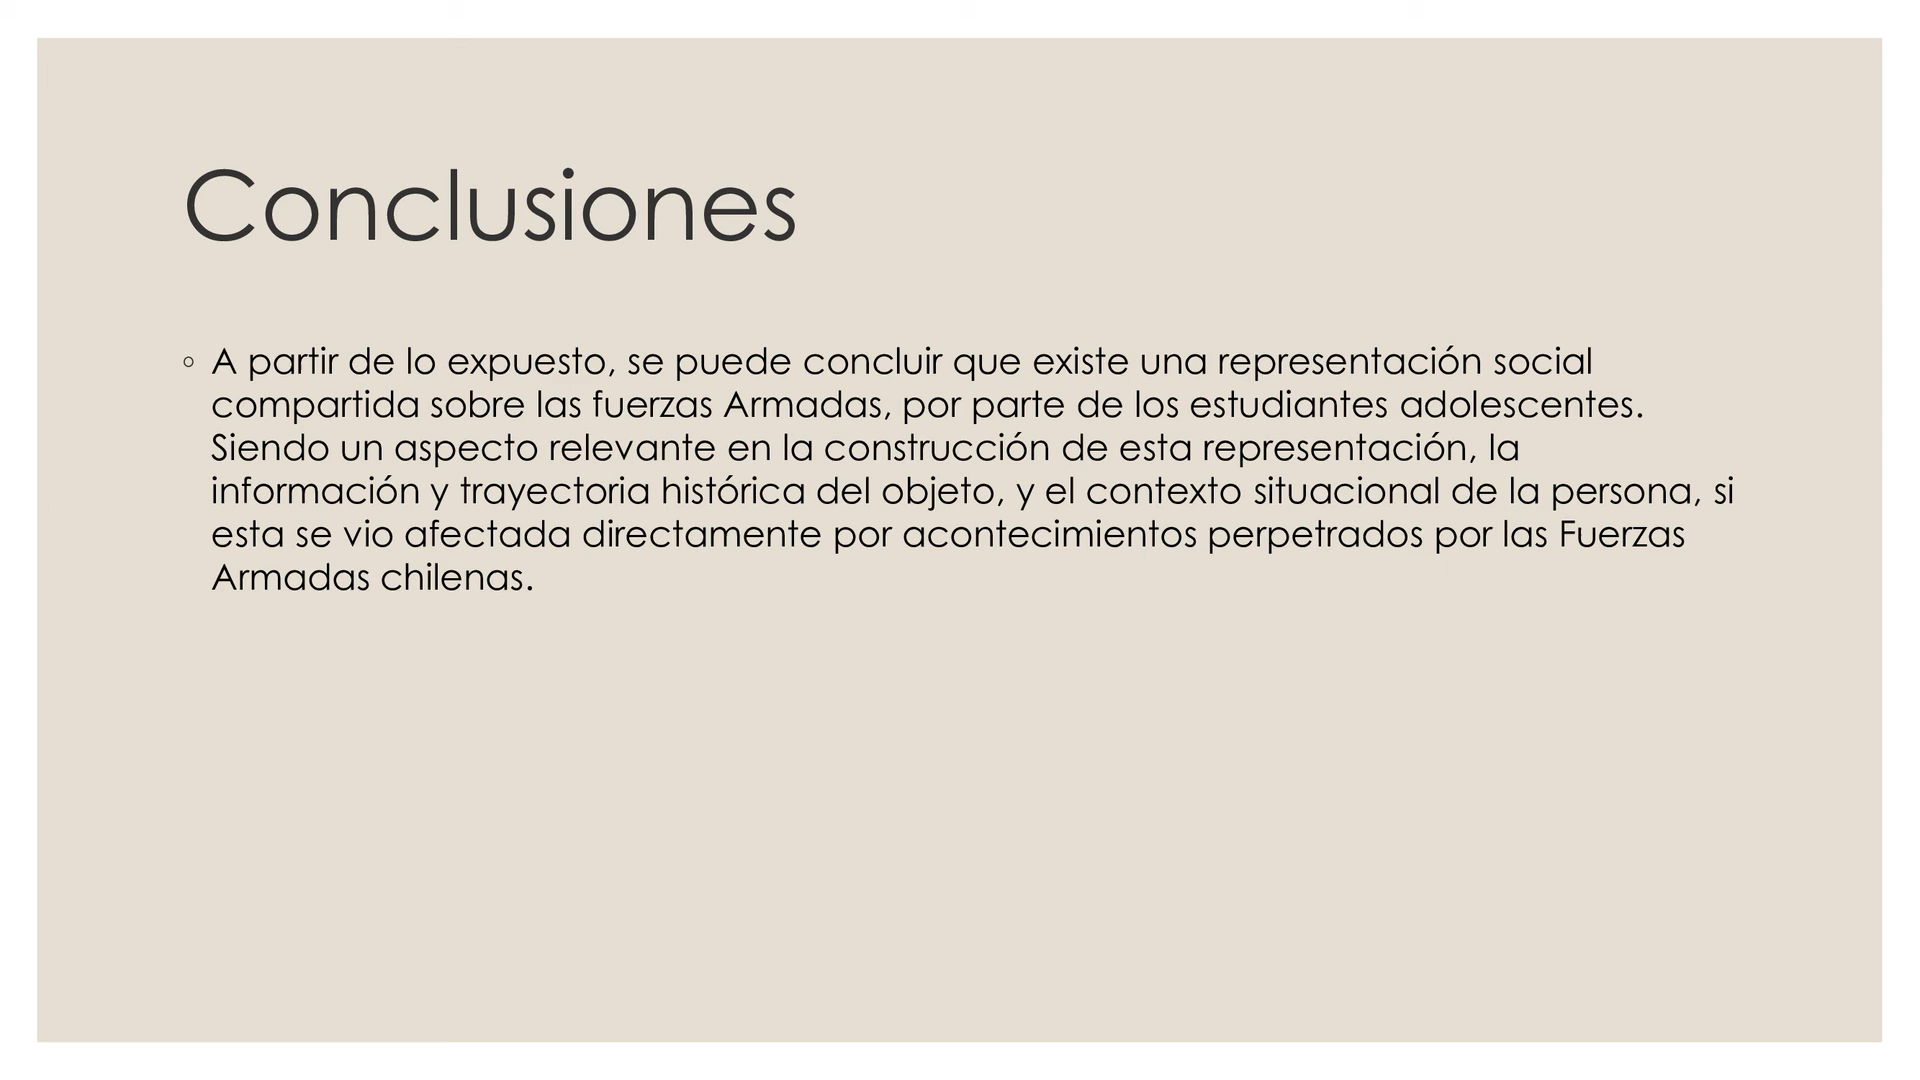 Conclusiones
◦ A partir de lo expuesto, se puede concluir que existe una representación social
compartida sobre las fuerzas Armadas, por parte de los estudiantes adolescentes.
Siendo un aspecto relevante en la construcción de esta representación, la
información y trayectoria histórica del objeto, y el contexto situacional de la persona, si
esta se vio afectada directamente por acontecimientos perpetrados por las Fuerzas
Armadas chilenas.